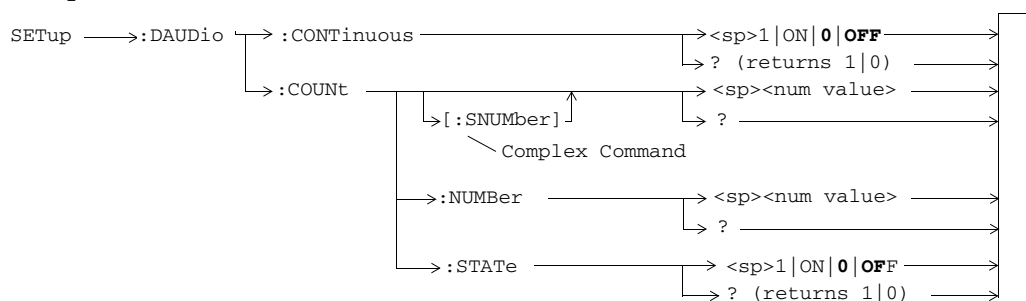 SETup :DAUDio :CONTinuous <sp>1|ON|0|OFF
? (returns 1|0)
:COUNt <sp><num value>
[:SNUMber] ?
Complex Command
:NUMBer <sp><num value>
?
:STATe <sp>1|ON|0|OFF
? (returns 1|0)